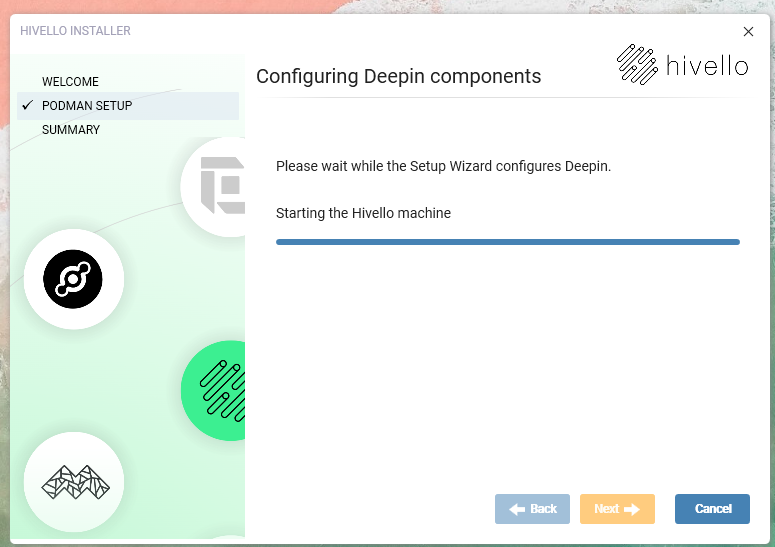 HIVELLO INSTALLER
WELCOME
PODMAN SETUP
SUMMARY
hivello
Configuring Deepin components
Please wait while the Setup Wizard configures Deepin.
Starting the Hivello machine
Back
Next
Cancel